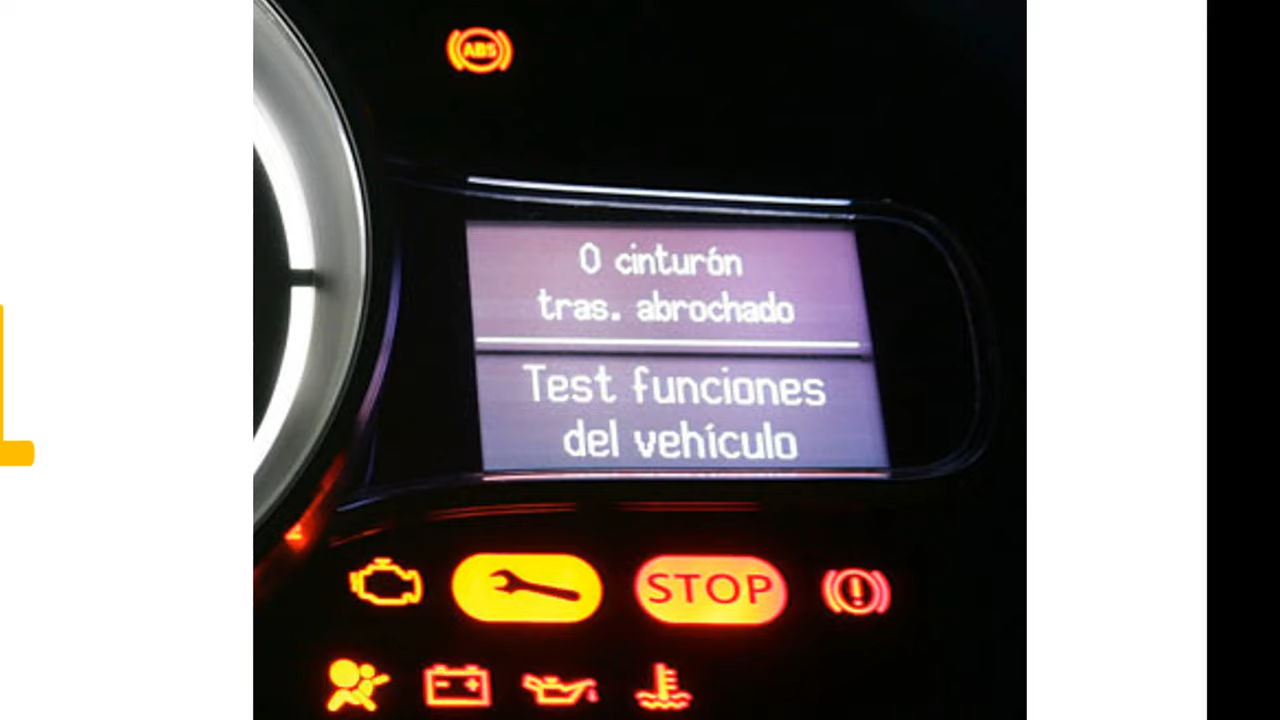 ABS
0 cinturón
tras. abrochado
Test funciones
del vehículo
STOP